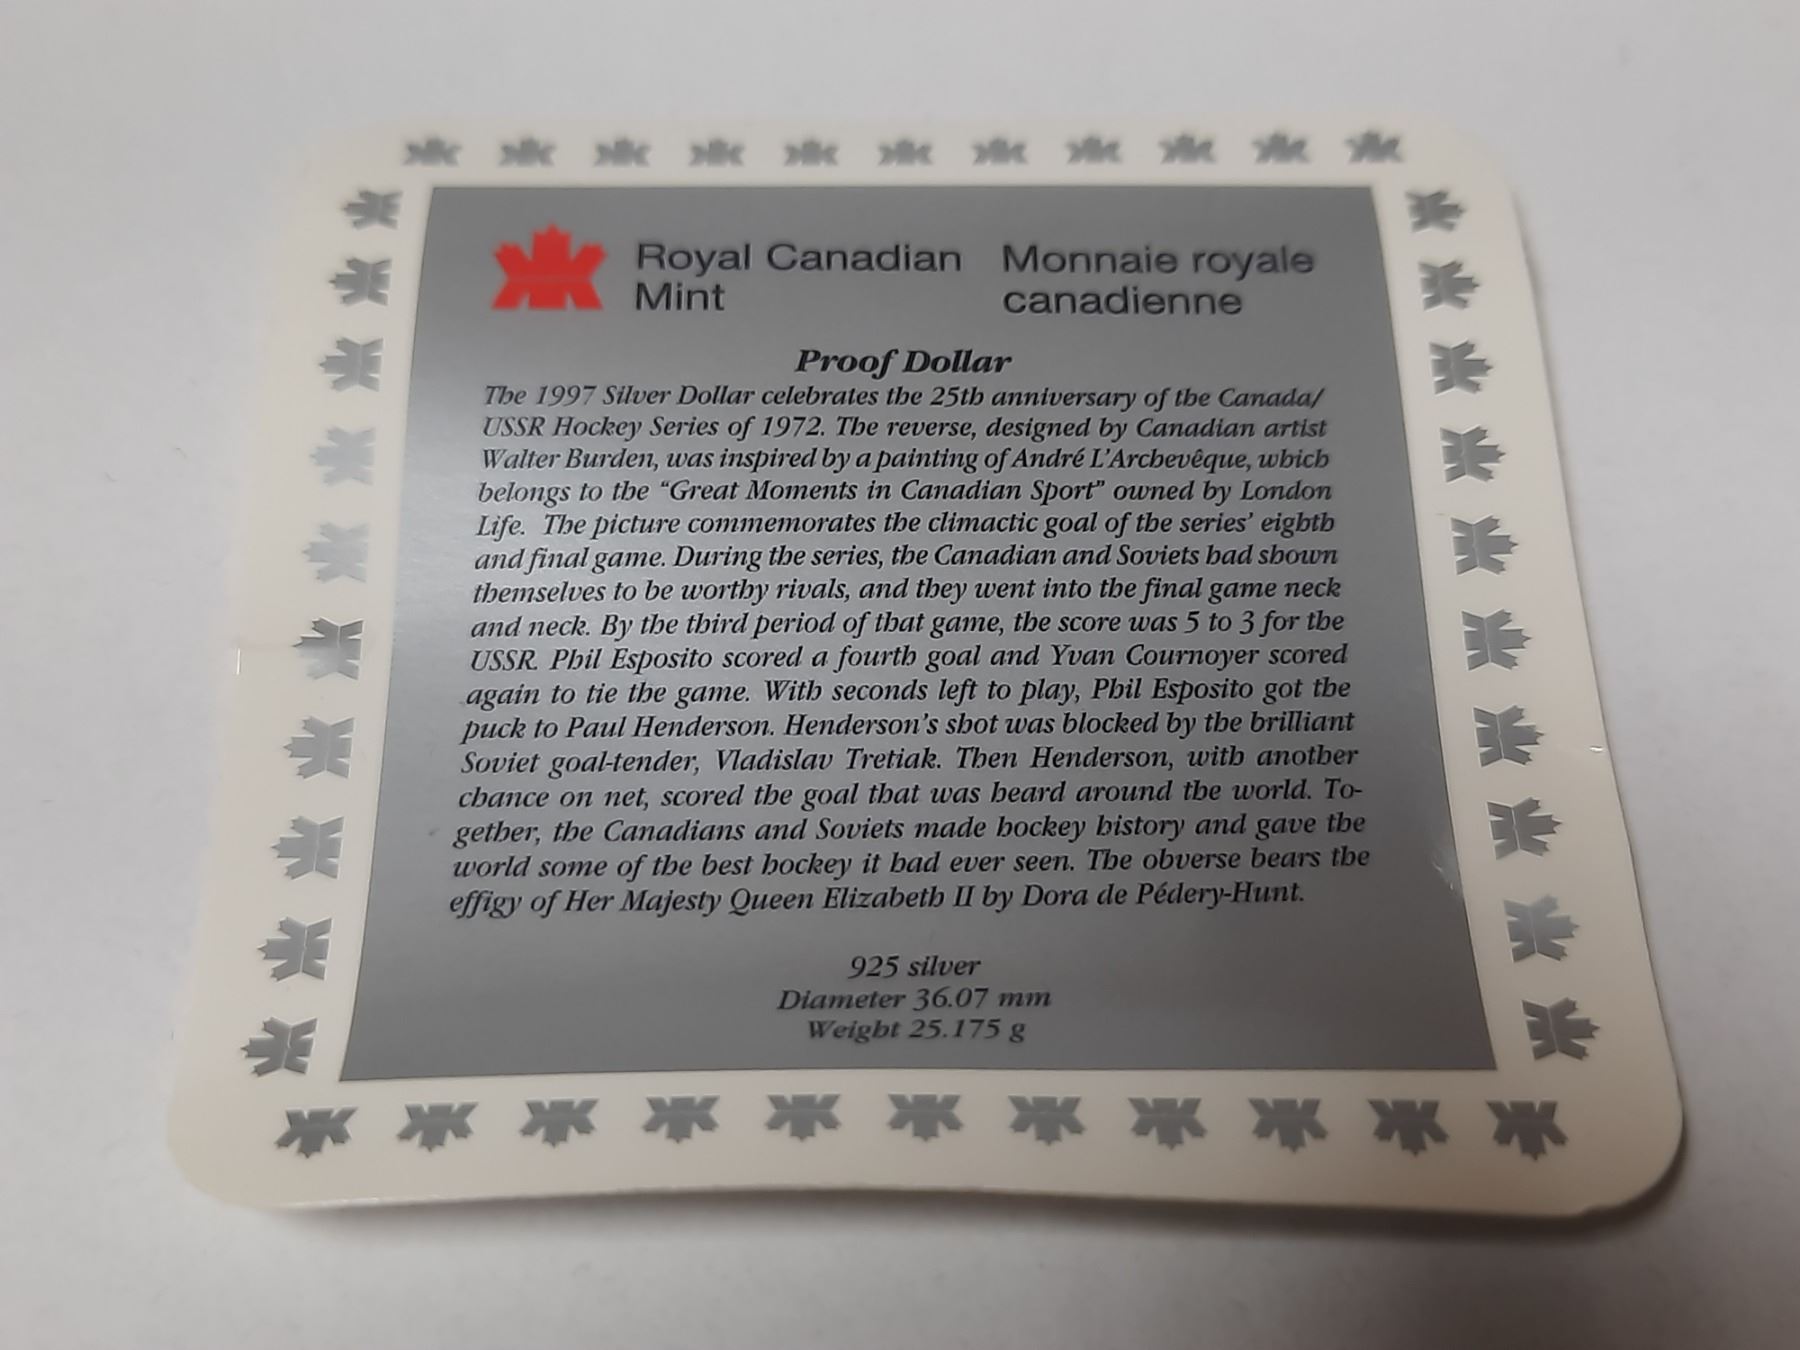 Royal Canadian Mint
Monnaie royale canadienne
Proof Dollar
The 1997 Silver Dollar celebrates the 25th anniversary of the Canada/
USSR Hockey Series of 1972. The reverse, designed by Canadian artist
Walter Burden, was inspired by a painting of André L'Archevêque, which
belongs to the “Great Moments in Canadian Sport” owned by London
Life. The picture commemorates the climactic goal of the series' eighth
and final game. During the series, the Canadian and Soviets had shown
themselves to be worthy rivals, and they went into the final game neck
and neck. By the third period of that game, the score was 5 to 3 for the
USSR. Phil Esposito scored a fourth goal and Yvan Cournoyer scored
again to tie the game. With seconds left to play, Phil Esposito got the
puck to Paul Henderson. Henderson's shot was blocked by the brilliant
Soviet goal-tender, Vladislav Tretiak. Then Henderson, with another
chance on net, scored the goal that was heard around the world. To-
gether, the Canadians and Soviets made hockey history and gave the
world some of the best hockey it had ever seen. The obverse bears the
effigy of Her Majesty Queen Elizabeth II by Dora de Pédery-Hunt.
925 silver
Diameter 36.07 mm
Weight 25.175 g